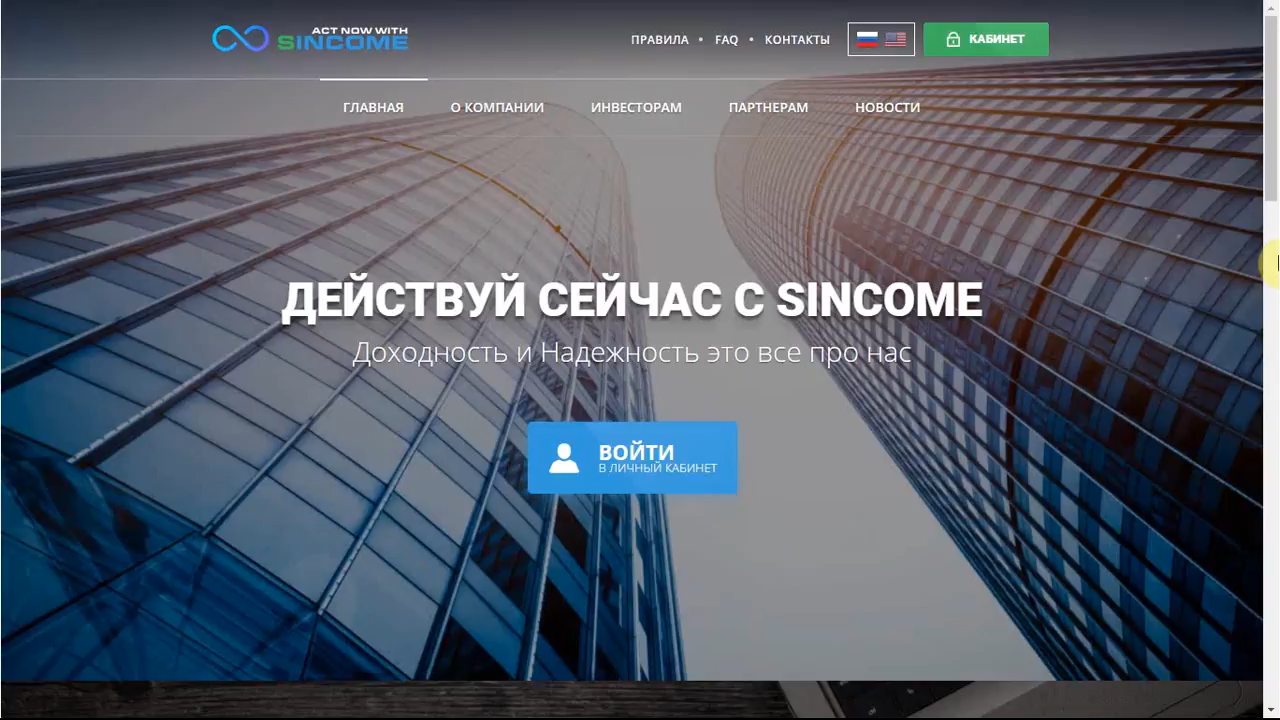 ACT NOW WITH
SINCOME
ПРАВИЛА • FAQ • КОНТАКТЫ
КАБИНЕТ
ГЛАВНАЯ О КОМПАНИИ ИНВЕСТОРАМ ПАРТНЕРАМ НОВОСТИ
ДЕЙСТВУЙ СЕЙЧАС С SINCOME
Доходность и Надежность это все про нас
ВОЙТИ
В ЛИЧНЫЙ КАБИНЕТ